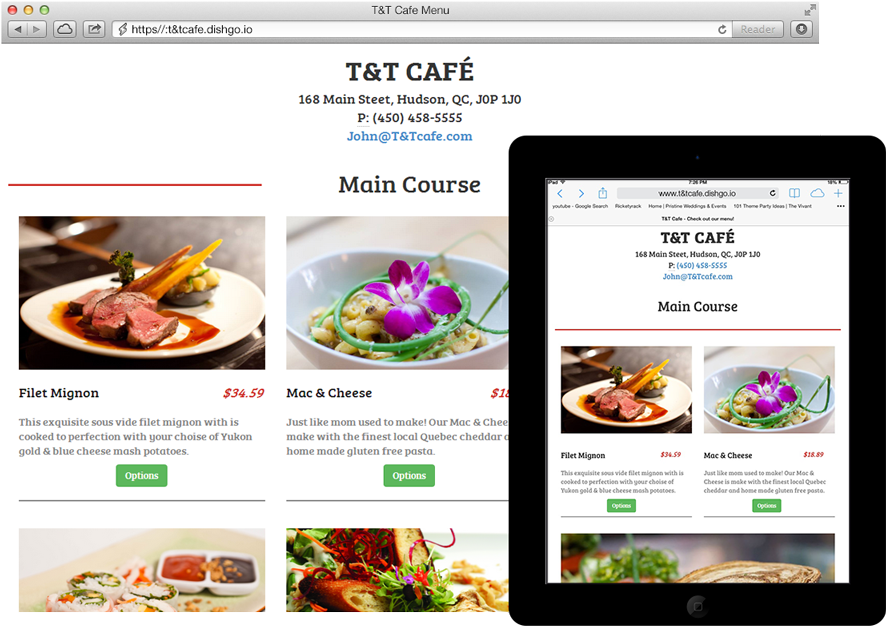 T&T Cafe Menu
https//:t&tcafe.dishgo.io
Reader
T&T CAFÉ
168 Main Steet, Hudson, QC, J0P 1J0
P: (450) 458-5555
John@T&Tcafe.com
Main Course
Filet Mignon $34.59
This exquisite sous vide filet mignon with is
cooked to perfection with your choise of Yukon
gold & blue cheese mash potatoes.
Options
Mac & Cheese
Just like mom used to make! Our Mac &
make with the finest local Quebec cheddar
home made gluten free pasta.
Options
iPad 7:26 PM 16%
www.t&tcafe.dishgo.io
youtube - Google Search Ricketyrack Home | Pristine Weddings & Events 101 Theme Party Ideas | The Vivant
T&T Cafe - Check out our menu!
T&T CAFÉ
168 Main Steet, Hudson, QC, J0P 1J0
P: (450) 458-5555
John@T&Tcafe.com
Main Course
Filet Mignon $34.59
This exquisite sous vide filet mignon with is
cooked to perfection with your choise of
Yukon gold & blue cheese mash potatoes.
Options
Mac & Cheese $18.89
Just like mom used to make! Our Mac &
Cheese is make with the finest local Quebec
cheddar and home made gluten free pasta.
Options